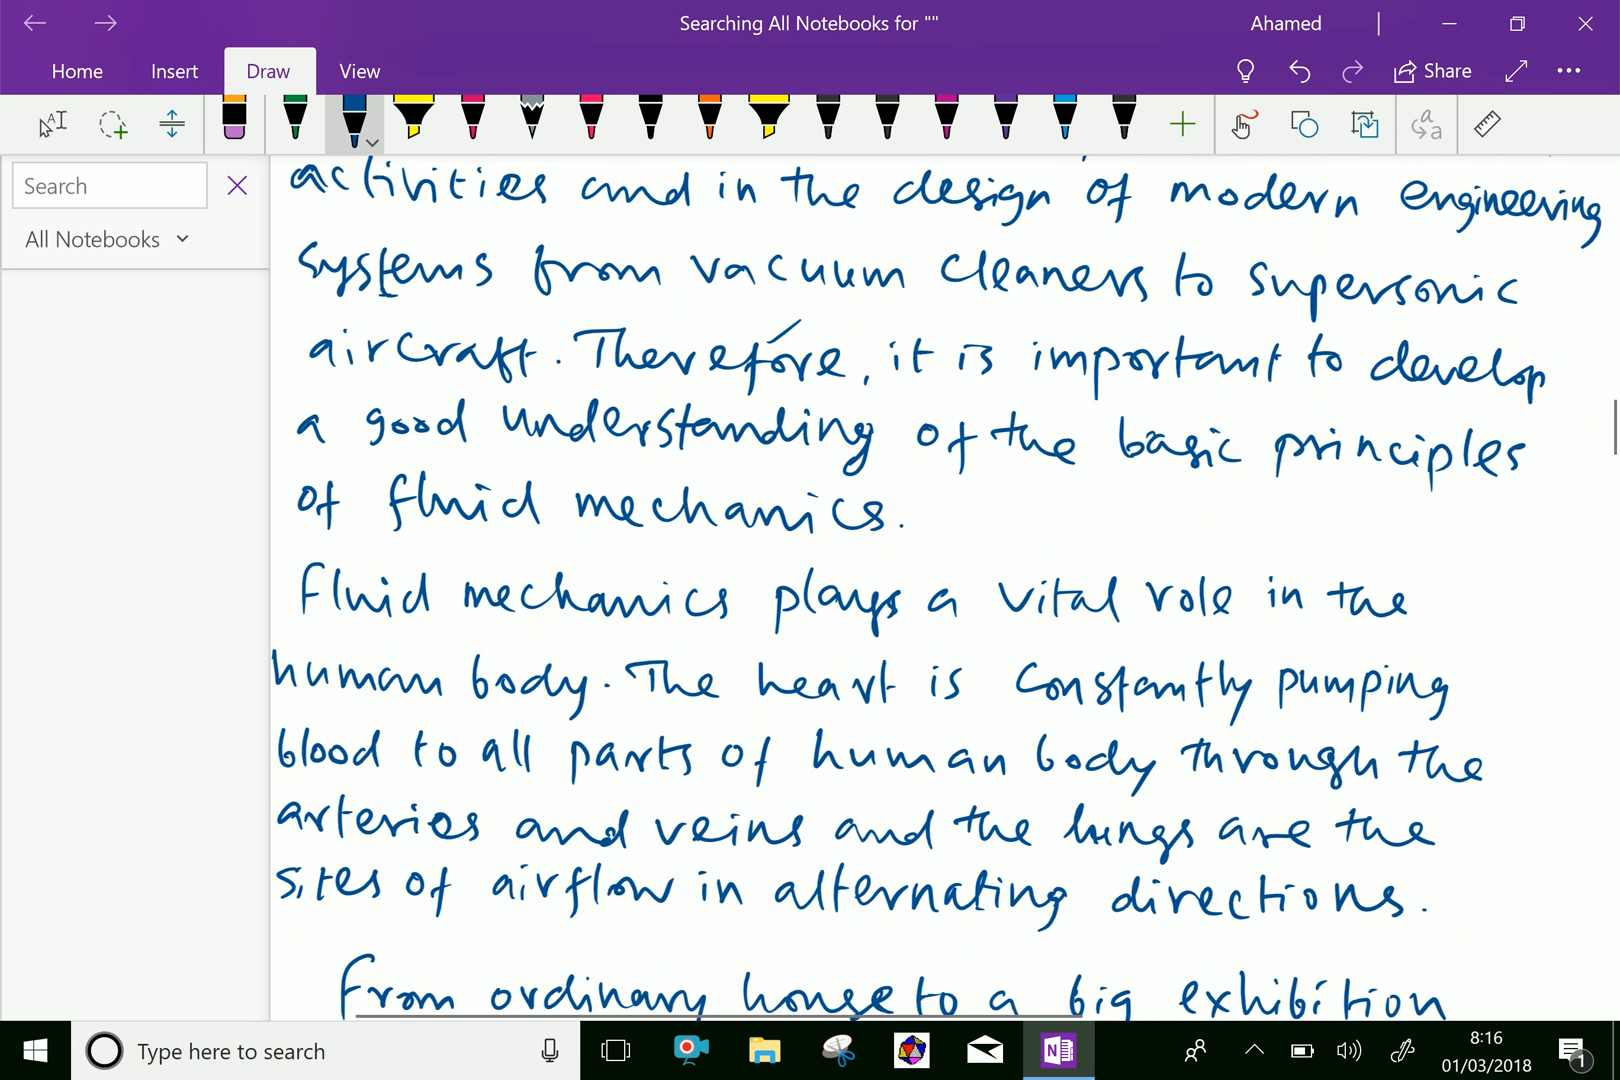 Searching All Notebooks for ""
Ahamed
Home Insert Draw View
Share
Search
All Notebooks
activities and in the design of modern engineering
systems from vacuum cleaners to supersonic
aircraft. Therefore, it is important to develop
a good understanding of the basic principles
of fluid mechanics.
Fluid mechanics plays a vital role in the
human body. The heart is constantly pumping
blood to all parts of human body through the
arteries and veins and the lungs are the
sites of airflow in alternating directions.
From ordinary house to a big exhibition
Type here to search
8:16
01/03/2018
1